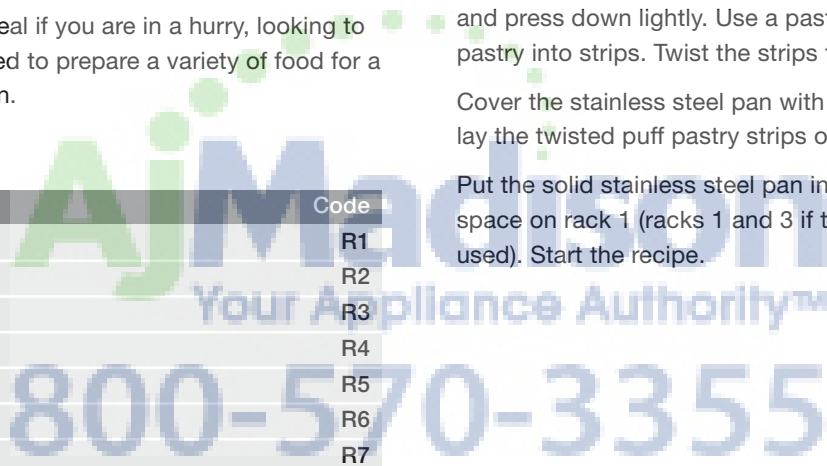 eal if you are in a hurry, looking to
ed to prepare a variety of food for a
n.
Code
R1
R2
R3
R4
R5
R6
R7
and press down lightly. Use a past
pastry into strips. Twist the strips
Cover the stainless steel pan with
lay the twisted puff pastry strips o
Put the solid stainless steel pan in
space on rack 1 (racks 1 and 3 if t
used). Start the recipe.
AjMadison
Your Appliance Authority™
800-570-3355